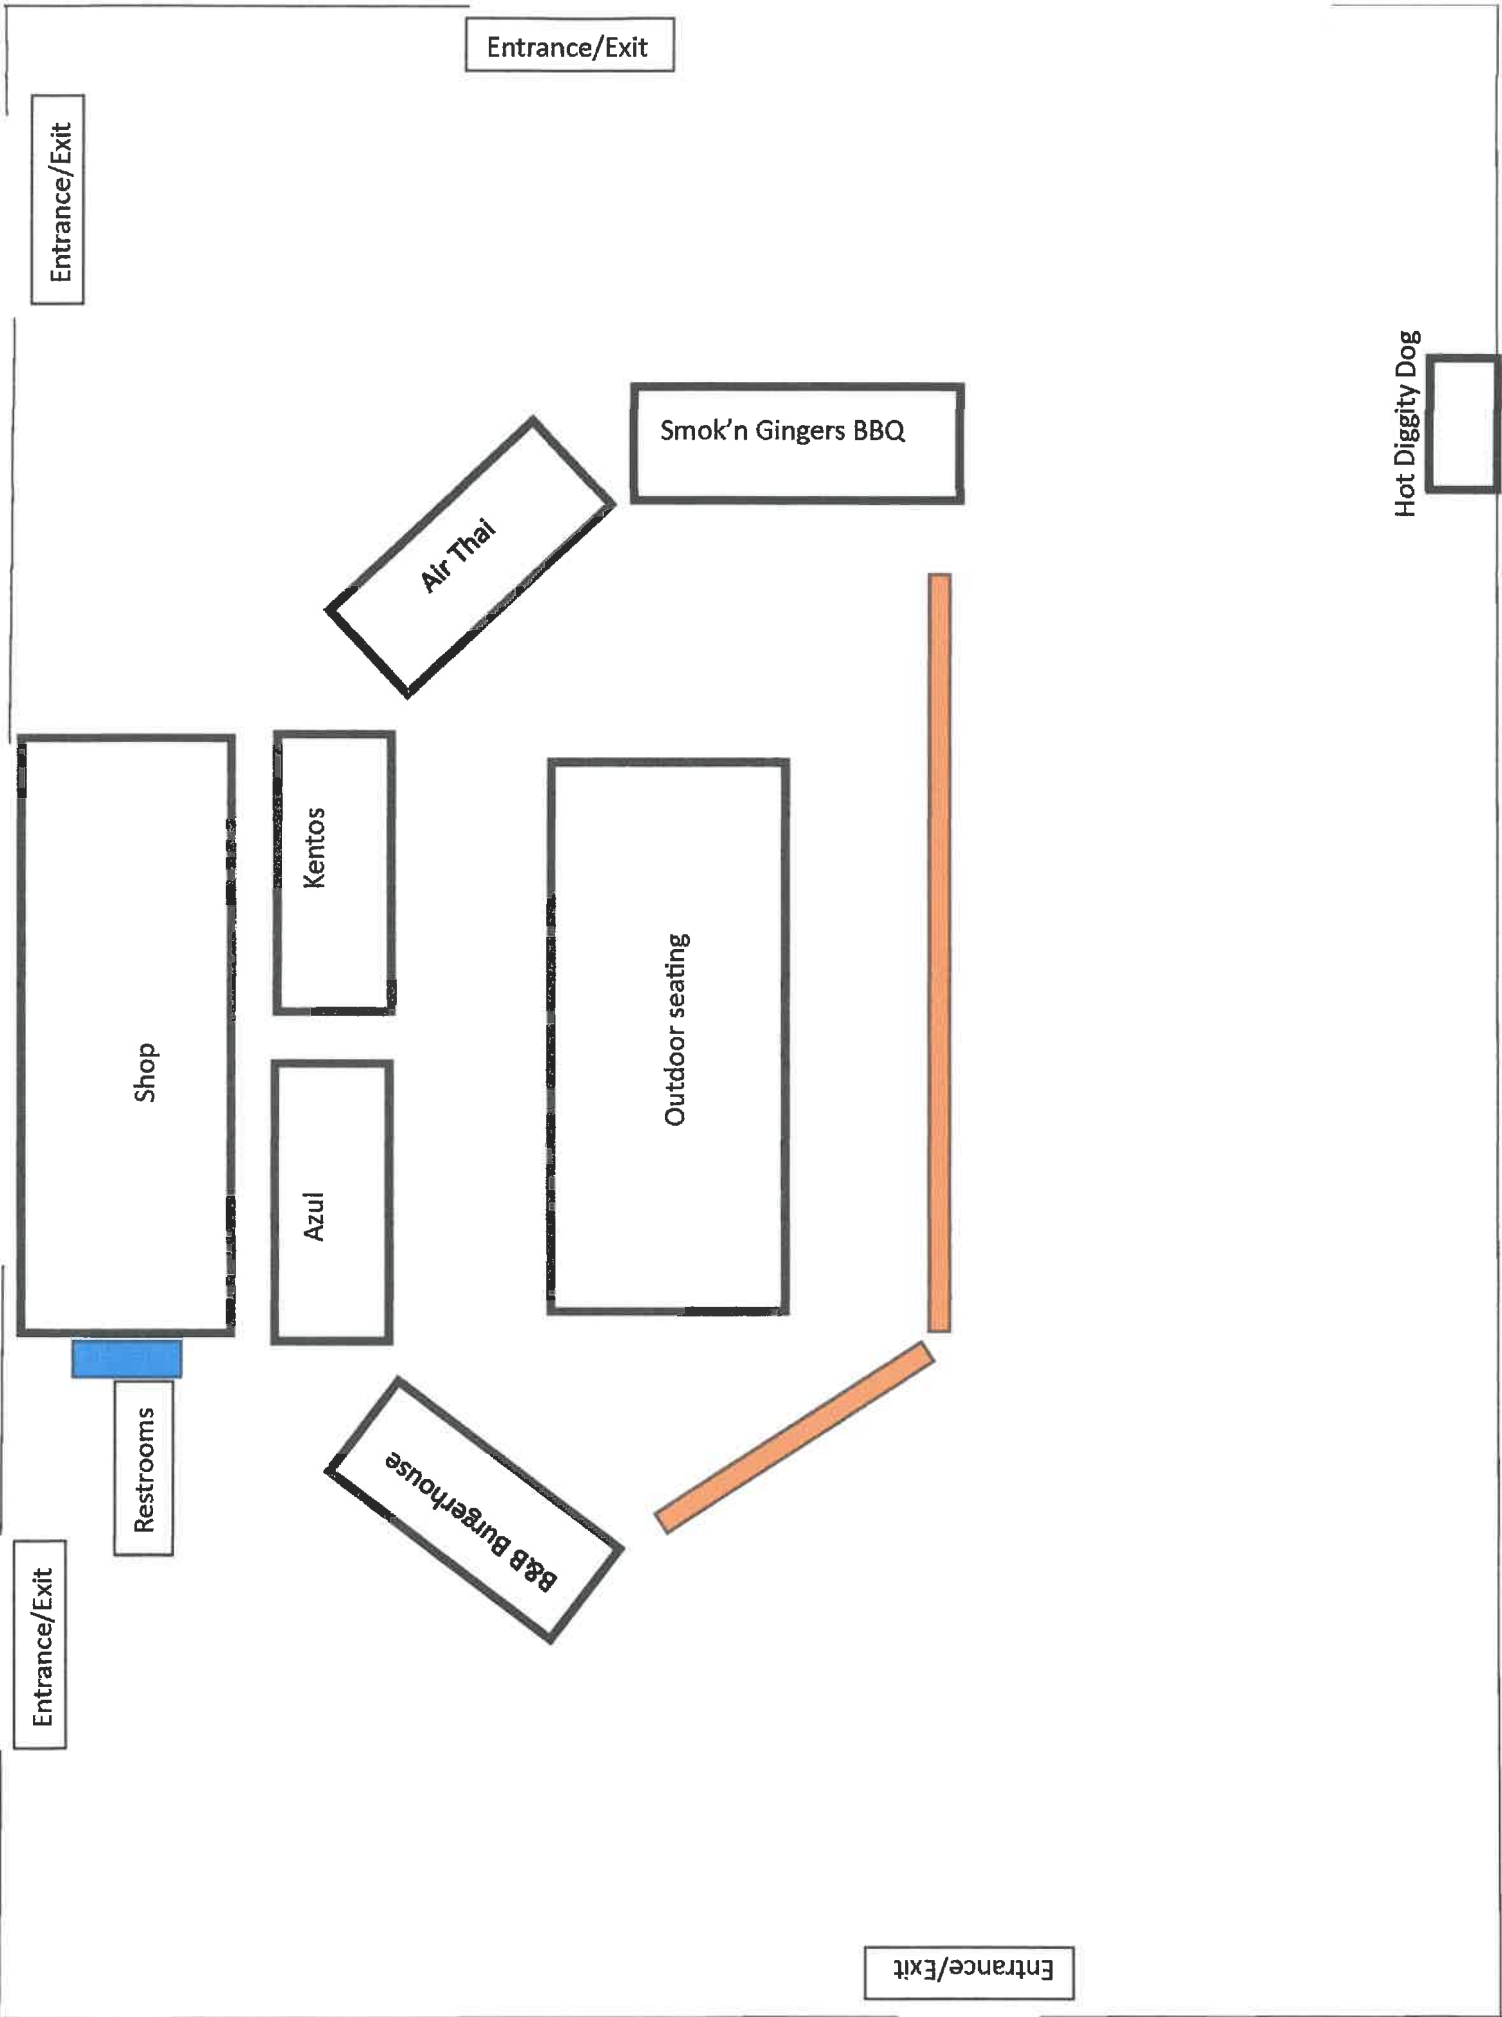 Entrance/Exit
Entrance/Exit
Smok'n Gingers BBQ
Hot Diggity Dog
Air Thai
Kentos
Shop
Outdoor seating
Azul
Restrooms
B&B Burgerhouse
Entrance/Exit
Entrance/Exit